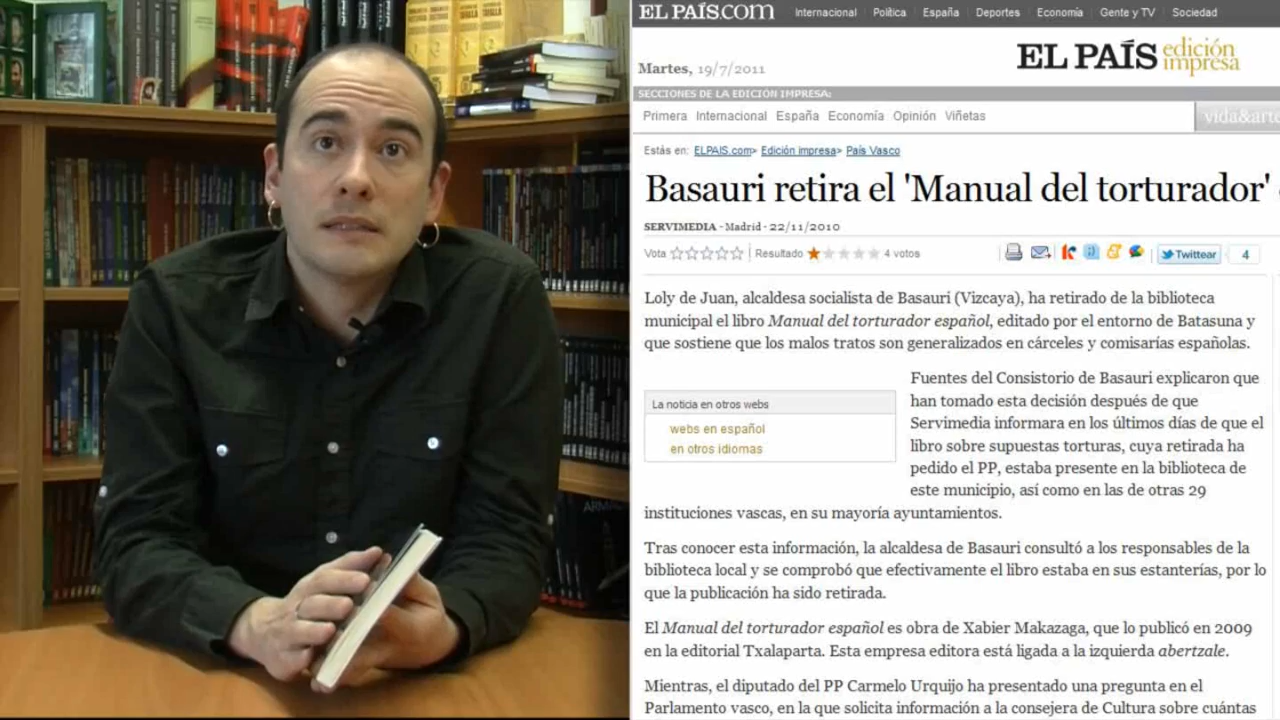 EL PAÍS.COM
Internacional Política España Deportes Economía Gente y TV Sociedad
Martes, 19/7/2011
EL PAÍS edición impresa
SECCIONES DE LA EDICIÓN IMPRESA:
Primera Internacional España Economía Opinión Viñetas
vida&arte
Estás en: ELPAIS.com> Edición impresa> País Vasco
Basauri retira el 'Manual del torturador'
SERVIMEDIA - Madrid - 22/11/2010
Vota Resultado 4 votos
Twittear 4
Loly de Juan, alcaldesa socialista de Basauri (Vizcaya), ha retirado de la biblioteca
municipal el libro Manual del torturador español, editado por el entorno de Batasuna y
que sostiene que los malos tratos son generalizados en cárceles y comisarías españolas.
La noticia en otros webs
webs en español
en otros idiomas
Fuentes del Consistorio de Basauri explicaron que
han tomado esta decisión después de que
Servimedia informara en los últimos días de que el
libro sobre supuestas torturas, cuya retirada ha
pedido el PP, estaba presente en la biblioteca de
este municipio, así como en las de otras 29
instituciones vascas, en su mayoría ayuntamientos.
Tras conocer esta información, la alcaldesa de Basauri consultó a los responsables de la
biblioteca local y se comprobó que efectivamente el libro estaba en sus estanterías, por lo
que la publicación ha sido retirada.
El Manual del torturador español es obra de Xabier Makazaga, que lo publicó en 2009
en la editorial Txalaparta. Esta empresa editora está ligada a la izquierda abertzale.
Mientras, el diputado del PP Carmelo Urquijo ha presentado una pregunta en el
Parlamento vasco, en la que solicita información a la consejera de Cultura sobre cuántas